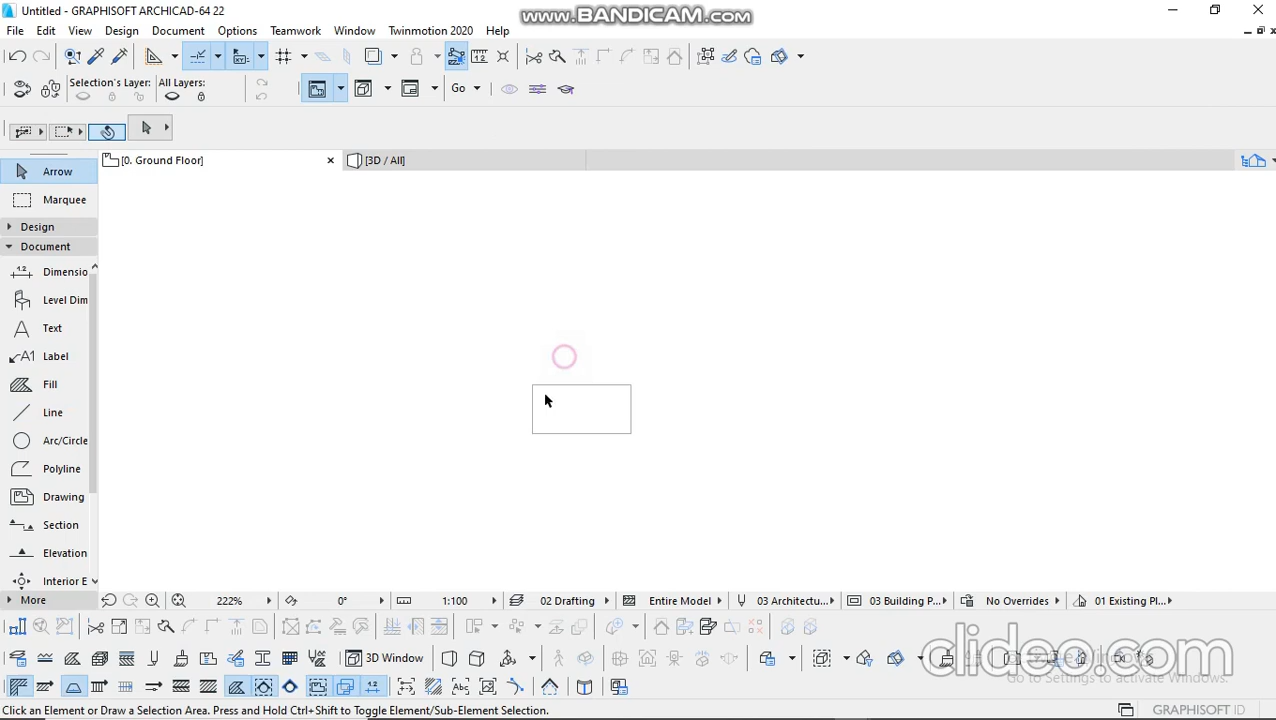 Untitled - GRAPHISOFT ARCHICAD-64 22
www.BANDICAM.com
File Edit View Design Document Options Teamwork Window Twinmotion 2020 Help
Selection's Layer: All Layers:
Go
[0. Ground Floor] [3D / All]
Arrow
Marquee
Design
Document
Dimensio
Level Dim
Text
Label
Fill
Line
Arc/Circle
Polyline
Drawing
Section
Elevation
Interior E
More
222% 0° 1:100 02 Drafting Entire Model 03 Architectu... 03 Building P... No Overrides 01 Existing Pl...
3D Window
clideo.com
Activate Windows
Go to Settings to activate Windows.
Click an Element or Draw a Selection Area. Press and Hold Ctrl+Shift to Toggle Element/Sub-Element Selection.
GRAPHISOFT ID